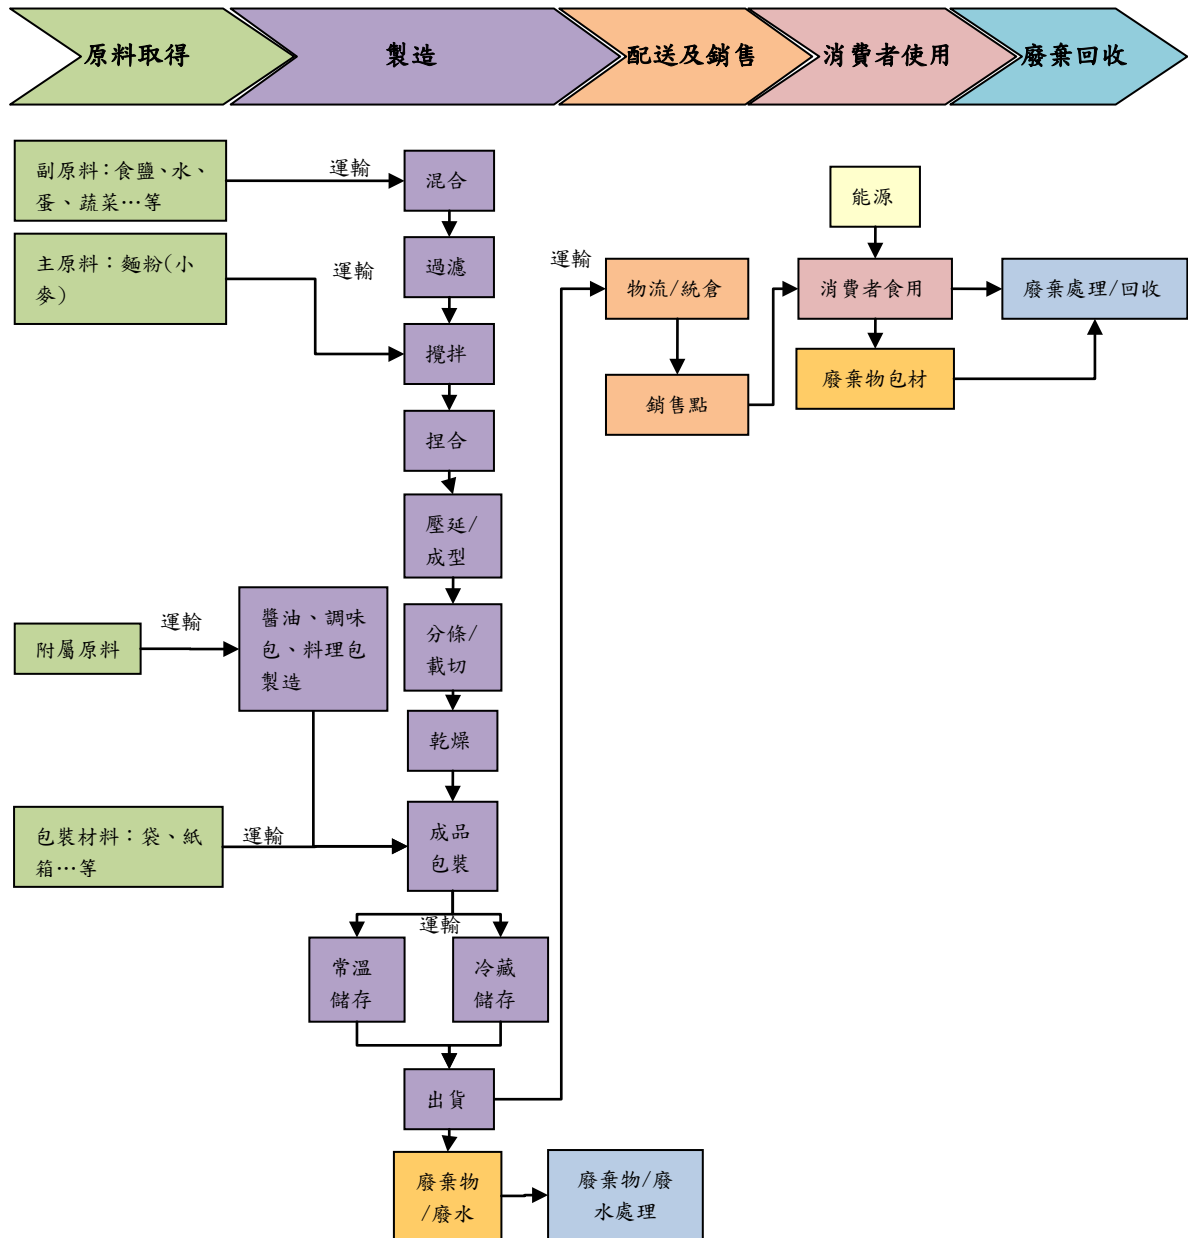 原料取得
製造
配送及銷售
消費者使用
廢棄回收
副原料：食鹽、水、
蛋、蔬菜…等
運輸
混合
主原料：麵粉(小
麥)
運輸
過濾
攪拌
捏合
壓延/
成型
分條/
載切
附屬原料
運輸
醬油、調味
包、料理包
製造
乾燥
包裝材料：袋、紙
箱…等
運輸
成品
包裝
運輸
常溫
儲存
冷藏
儲存
出貨
廢棄物
/廢水
廢棄物/廢
水處理
運輸
物流/統倉
銷售點
能源
消費者食用
廢棄物包材
廢棄處理/回收